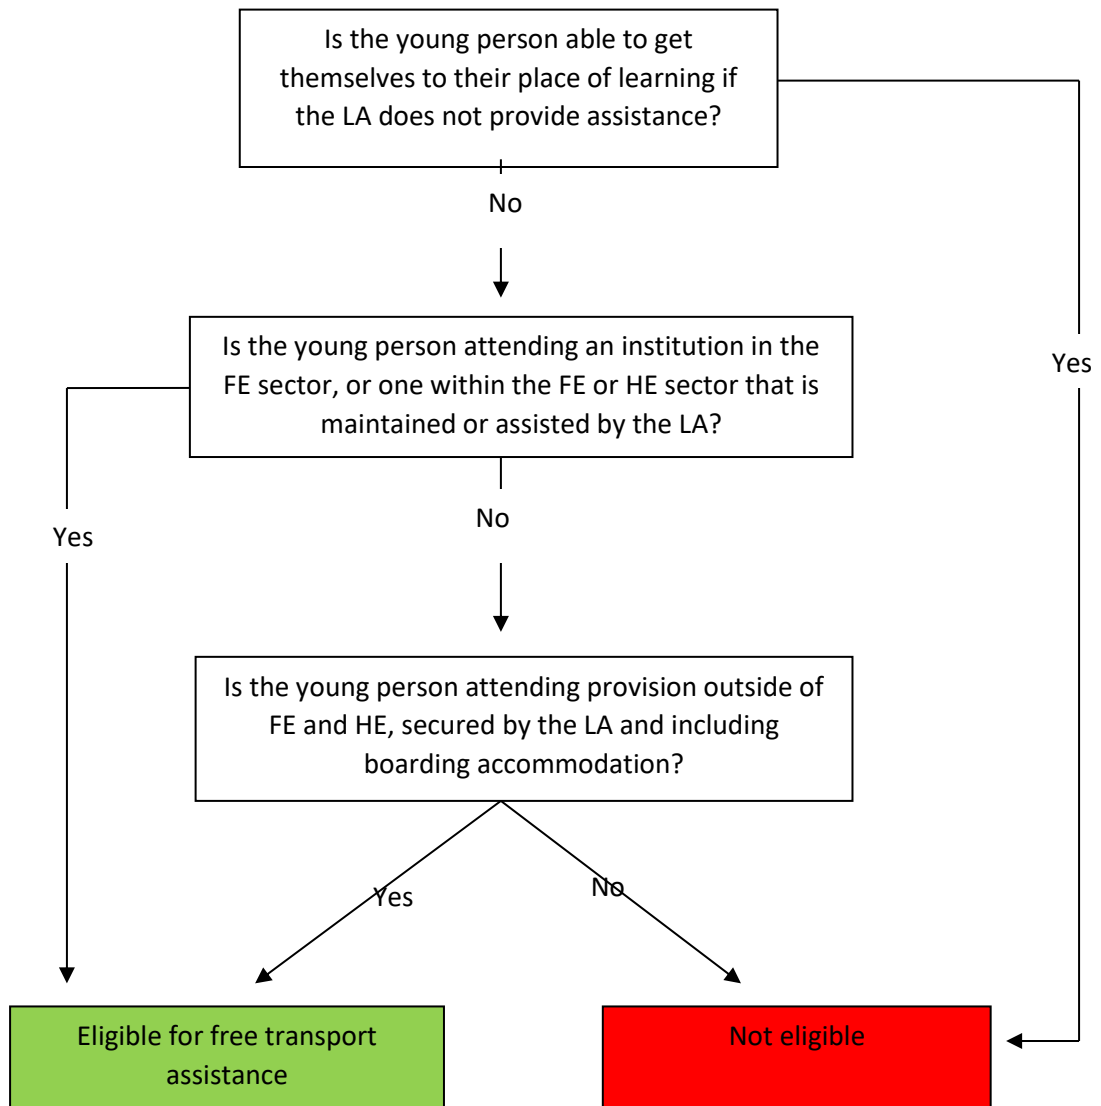 Is the young person able to get
themselves to their place of learning if
the LA does not provide assistance?
No
Is the young person attending an institution in the
FE sector, or one within the FE or HE sector that is
maintained or assisted by the LA?
Yes
No
Yes
Is the young person attending provision outside of
FE and HE, secured by the LA and including
boarding accommodation?
Yes
No
Eligible for free transport
assistance
Not eligible